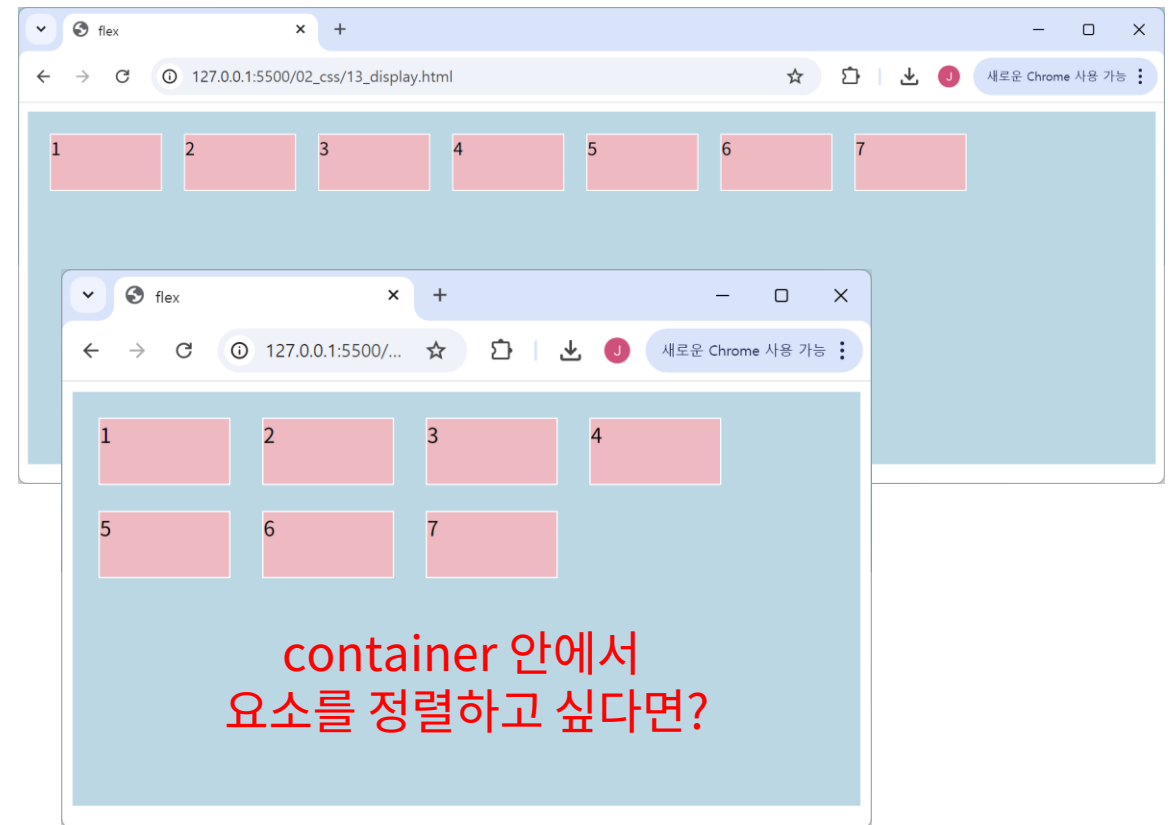 flex
127.0.0.1:5500/02_css/13_display.html
J
새로운 Chrome 사용 가능
1 2 3 4 5 6 7
flex
127.0.0.1:5500/...
J
새로운 Chrome 사용 가능
1 2 3 4
5 6 7
container 안에서
요소를 정렬하고 싶다면?